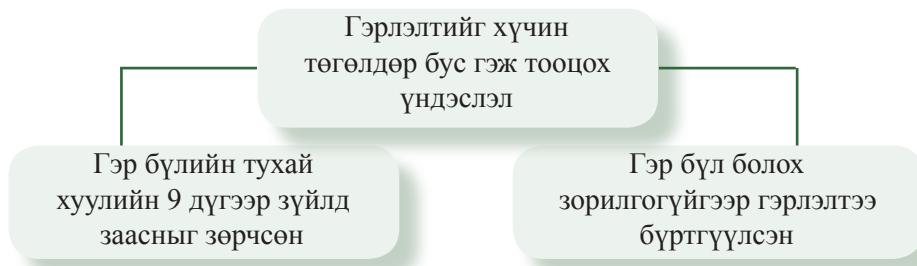 Гэрлэлтийг хүчин
төгөлдөр бус гэж тооцох
үндэслэл
Гэр бүлийн тухай
хуулийн 9 дүгээр зүйлд
заасныг зөрчсөн
Гэр бүл болох
зорилгогүйгээр гэрлэлтээ
бүртгүүлсэн